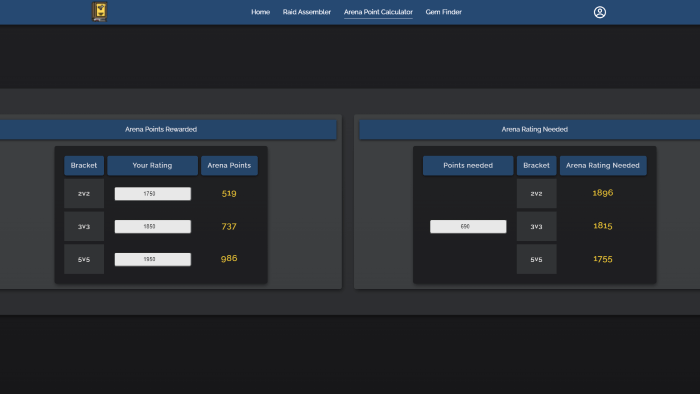 Home Raid Assembler Arena Point Calculator Gem Finder
Arena Points Rewarded
Bracket Your Rating Arena Points
2v2 1750 519
3v3 1850 737
5v5 1950 986
Arena Rating Needed
Points needed Bracket Arena Rating Needed
2v2 1896
690 3v3 1815
5v5 1755